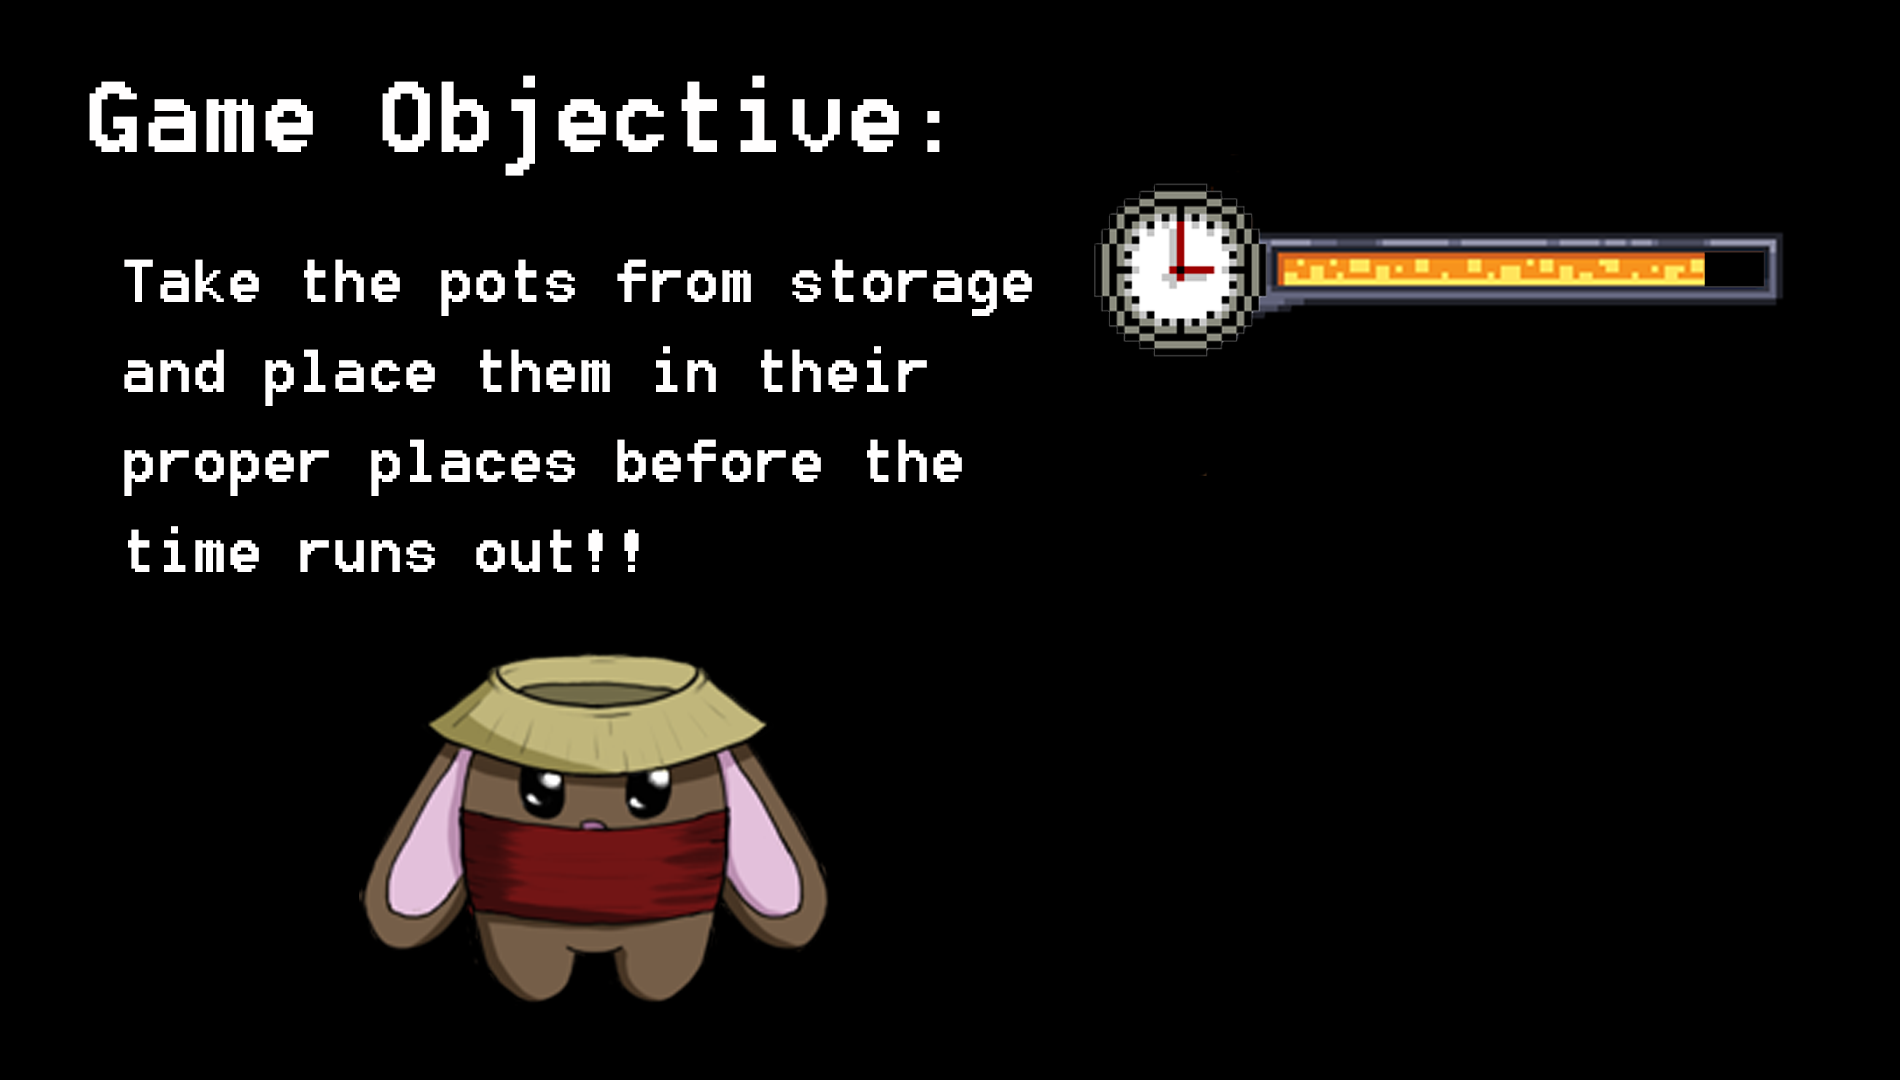 Game Objective:
Take the pots from storage
and place them in their
proper places before the
time runs out!!